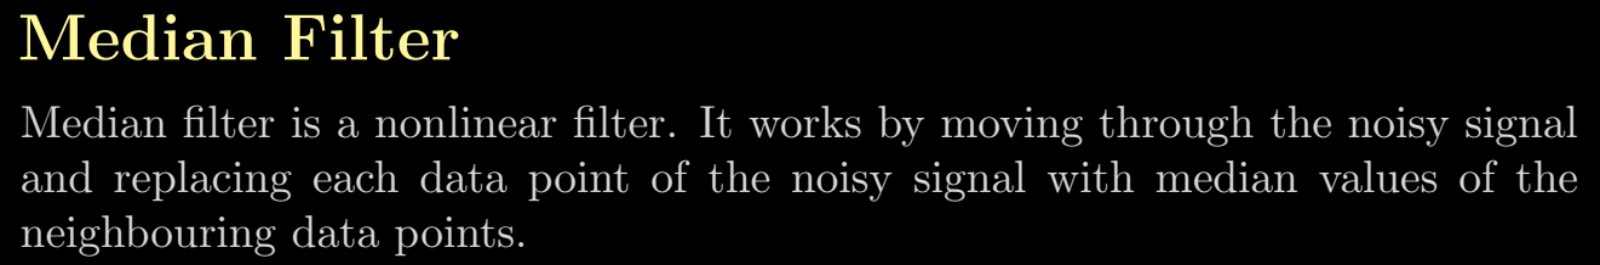 Median Filter
Median filter is a nonlinear filter. It works by moving through the noisy signal
and replacing each data point of the noisy signal with median values of the
neighbouring data points.